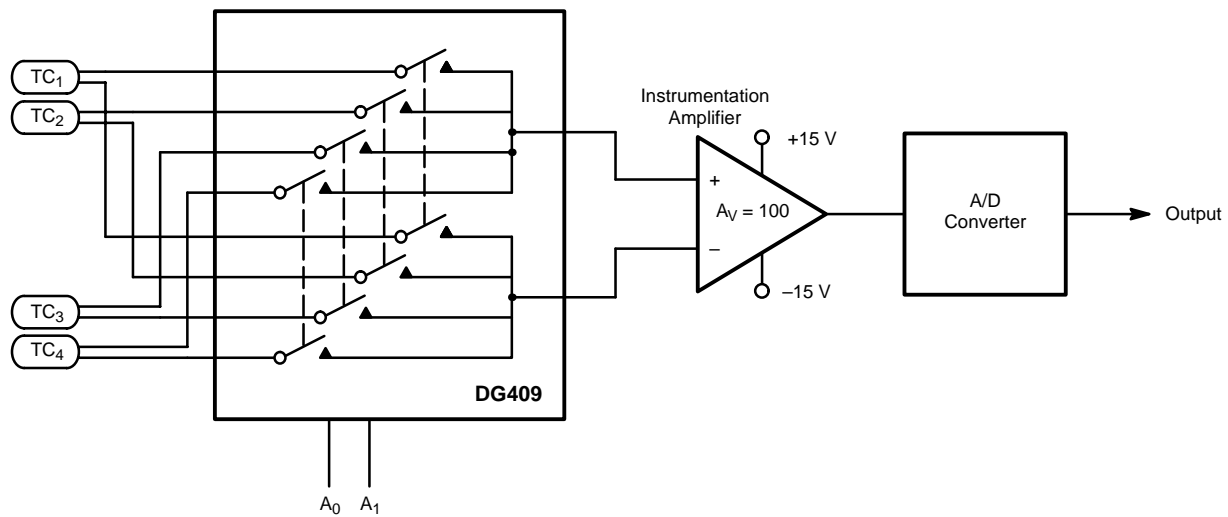 TC1
TC2
TC3
TC4
DG409
A0
A1
Instrumentation
Amplifier
+15 V
+
AV = 100
–
–15 V
A/D
Converter
Output